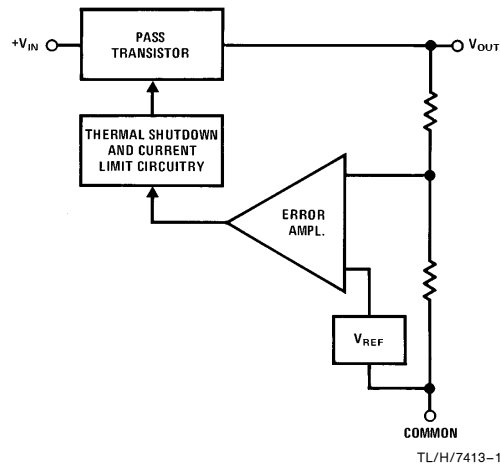 PASS
TRANSISTOR
+VIN
VOUT
THERMAL SHUTDOWN
AND CURRENT
LIMIT CIRCUITRY
ERROR
AMPL.
VREF
COMMON
TL/H/7413–1